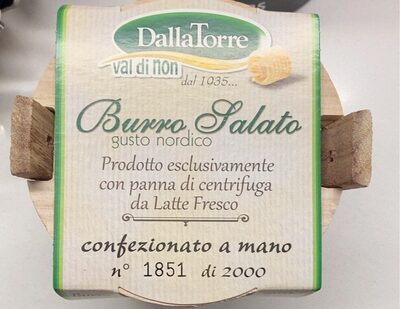 DallaTorre
val di non
dal 1935...
Burro Salato
gusto nordico
Prodotto esclusivamente
con panna di centrifuga
da Latte Fresco
confezionato a mano
n° 1851 di 2000